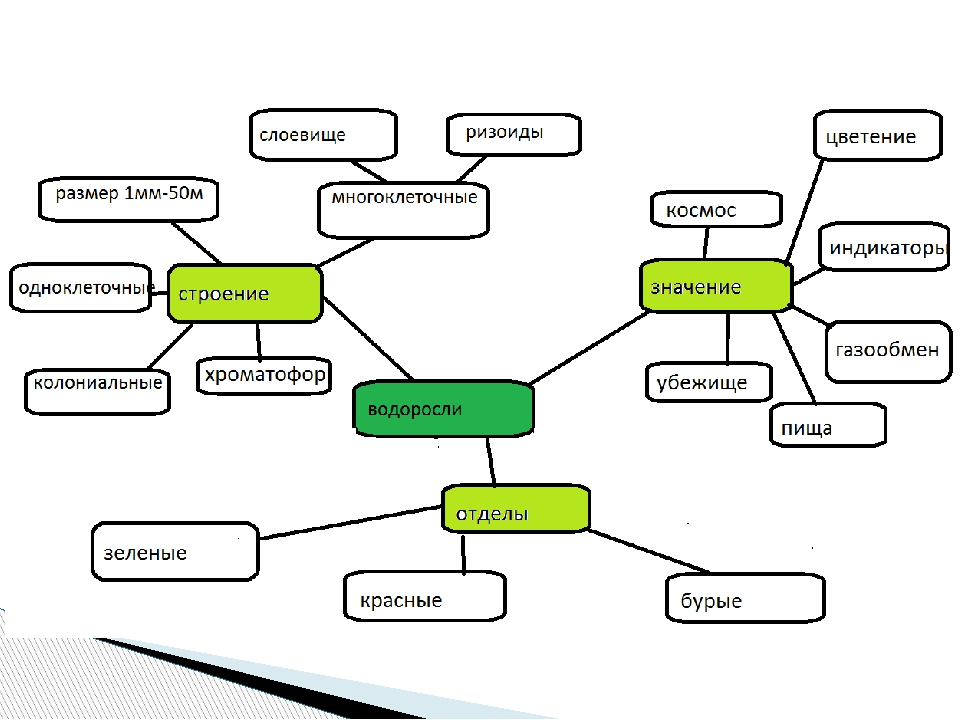 слоевище
ризоиды
цветение
размер 1мм-50м
многоклеточные
космос
индикаторы
одноклеточные
строение
значение
газообмен
колониальные
хроматофор
убежище
водоросли
пища
отделы
зеленые
красные
бурые